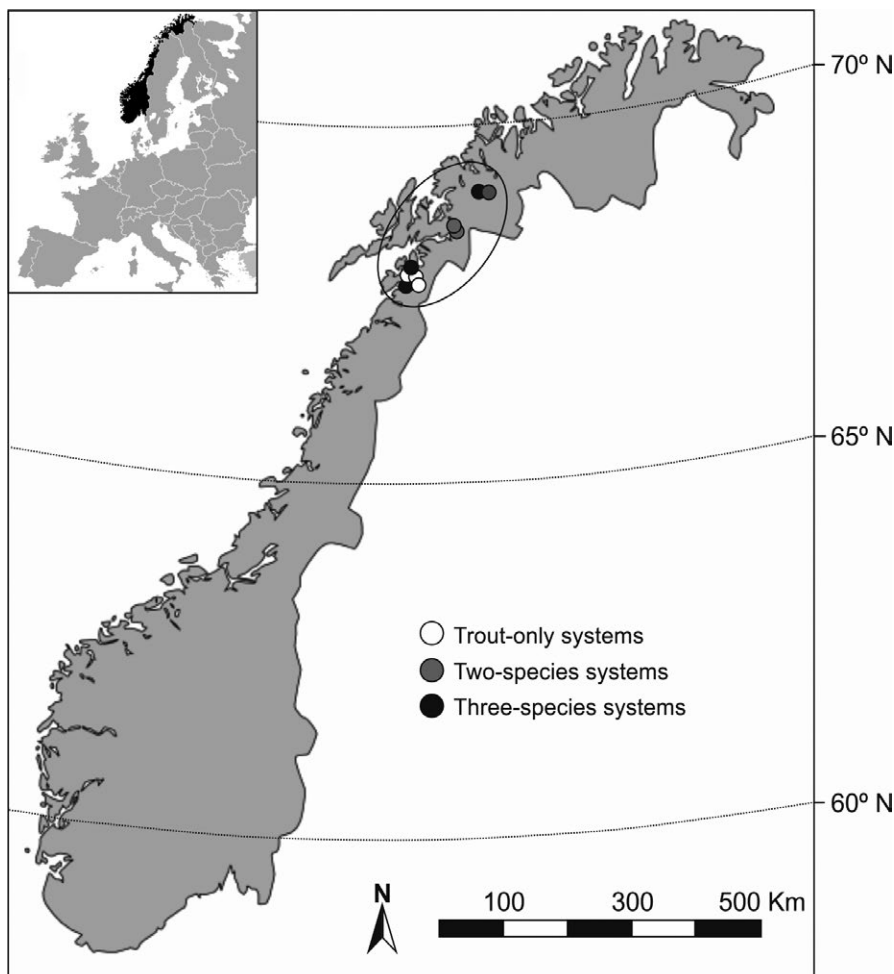 70º N
65º N
Trout-only systems
Two-species systems
Three-species systems
60º N
N
100 300 500 Km